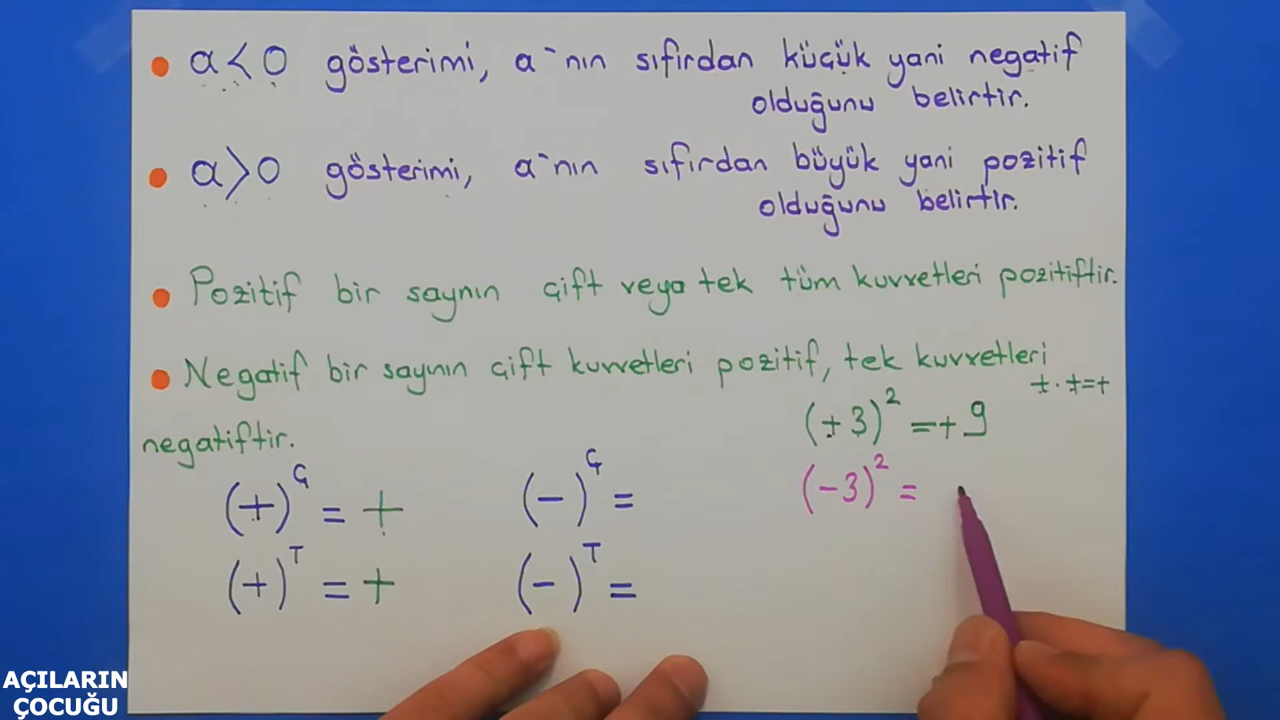 a<0 gösterimi, a`nın sıfırdan küçük yani negatif
olduğunu belirtir.
a>0 gösterimi, a`nın sıfırdan büyük yani pozitif
olduğunu belirtir.
Pozitif bir sayının çift veya tek tüm kuvvetleri pozitiftir.
Negatif bir sayının çift kuvvetleri pozitif, tek kuvvetleri
negatiftir.
+ . + = +
(+3)² = +9
(-3)² =
(+)^Ç = + (-)^Ç =
(+)^T = + (-)^T =
AÇILARIN
ÇOCUĞU